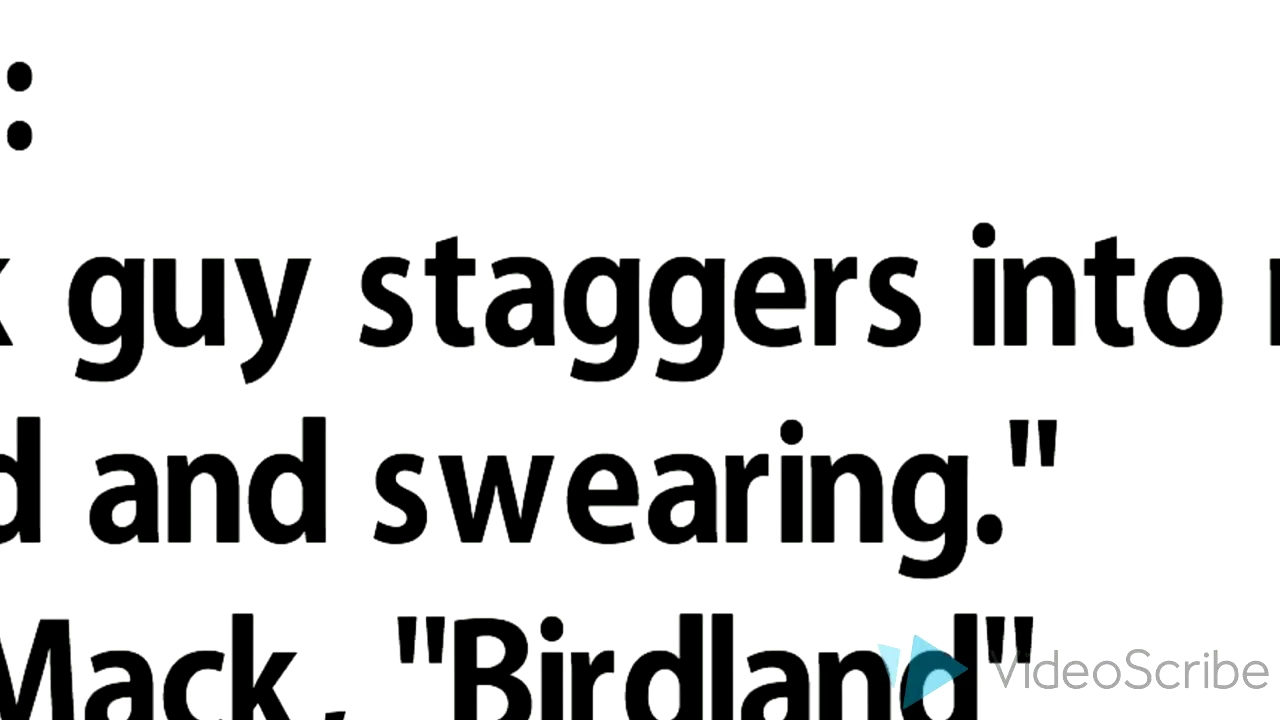 :
guy staggers into
d and swearing."
Mack, "Birdland"
VideoScribe